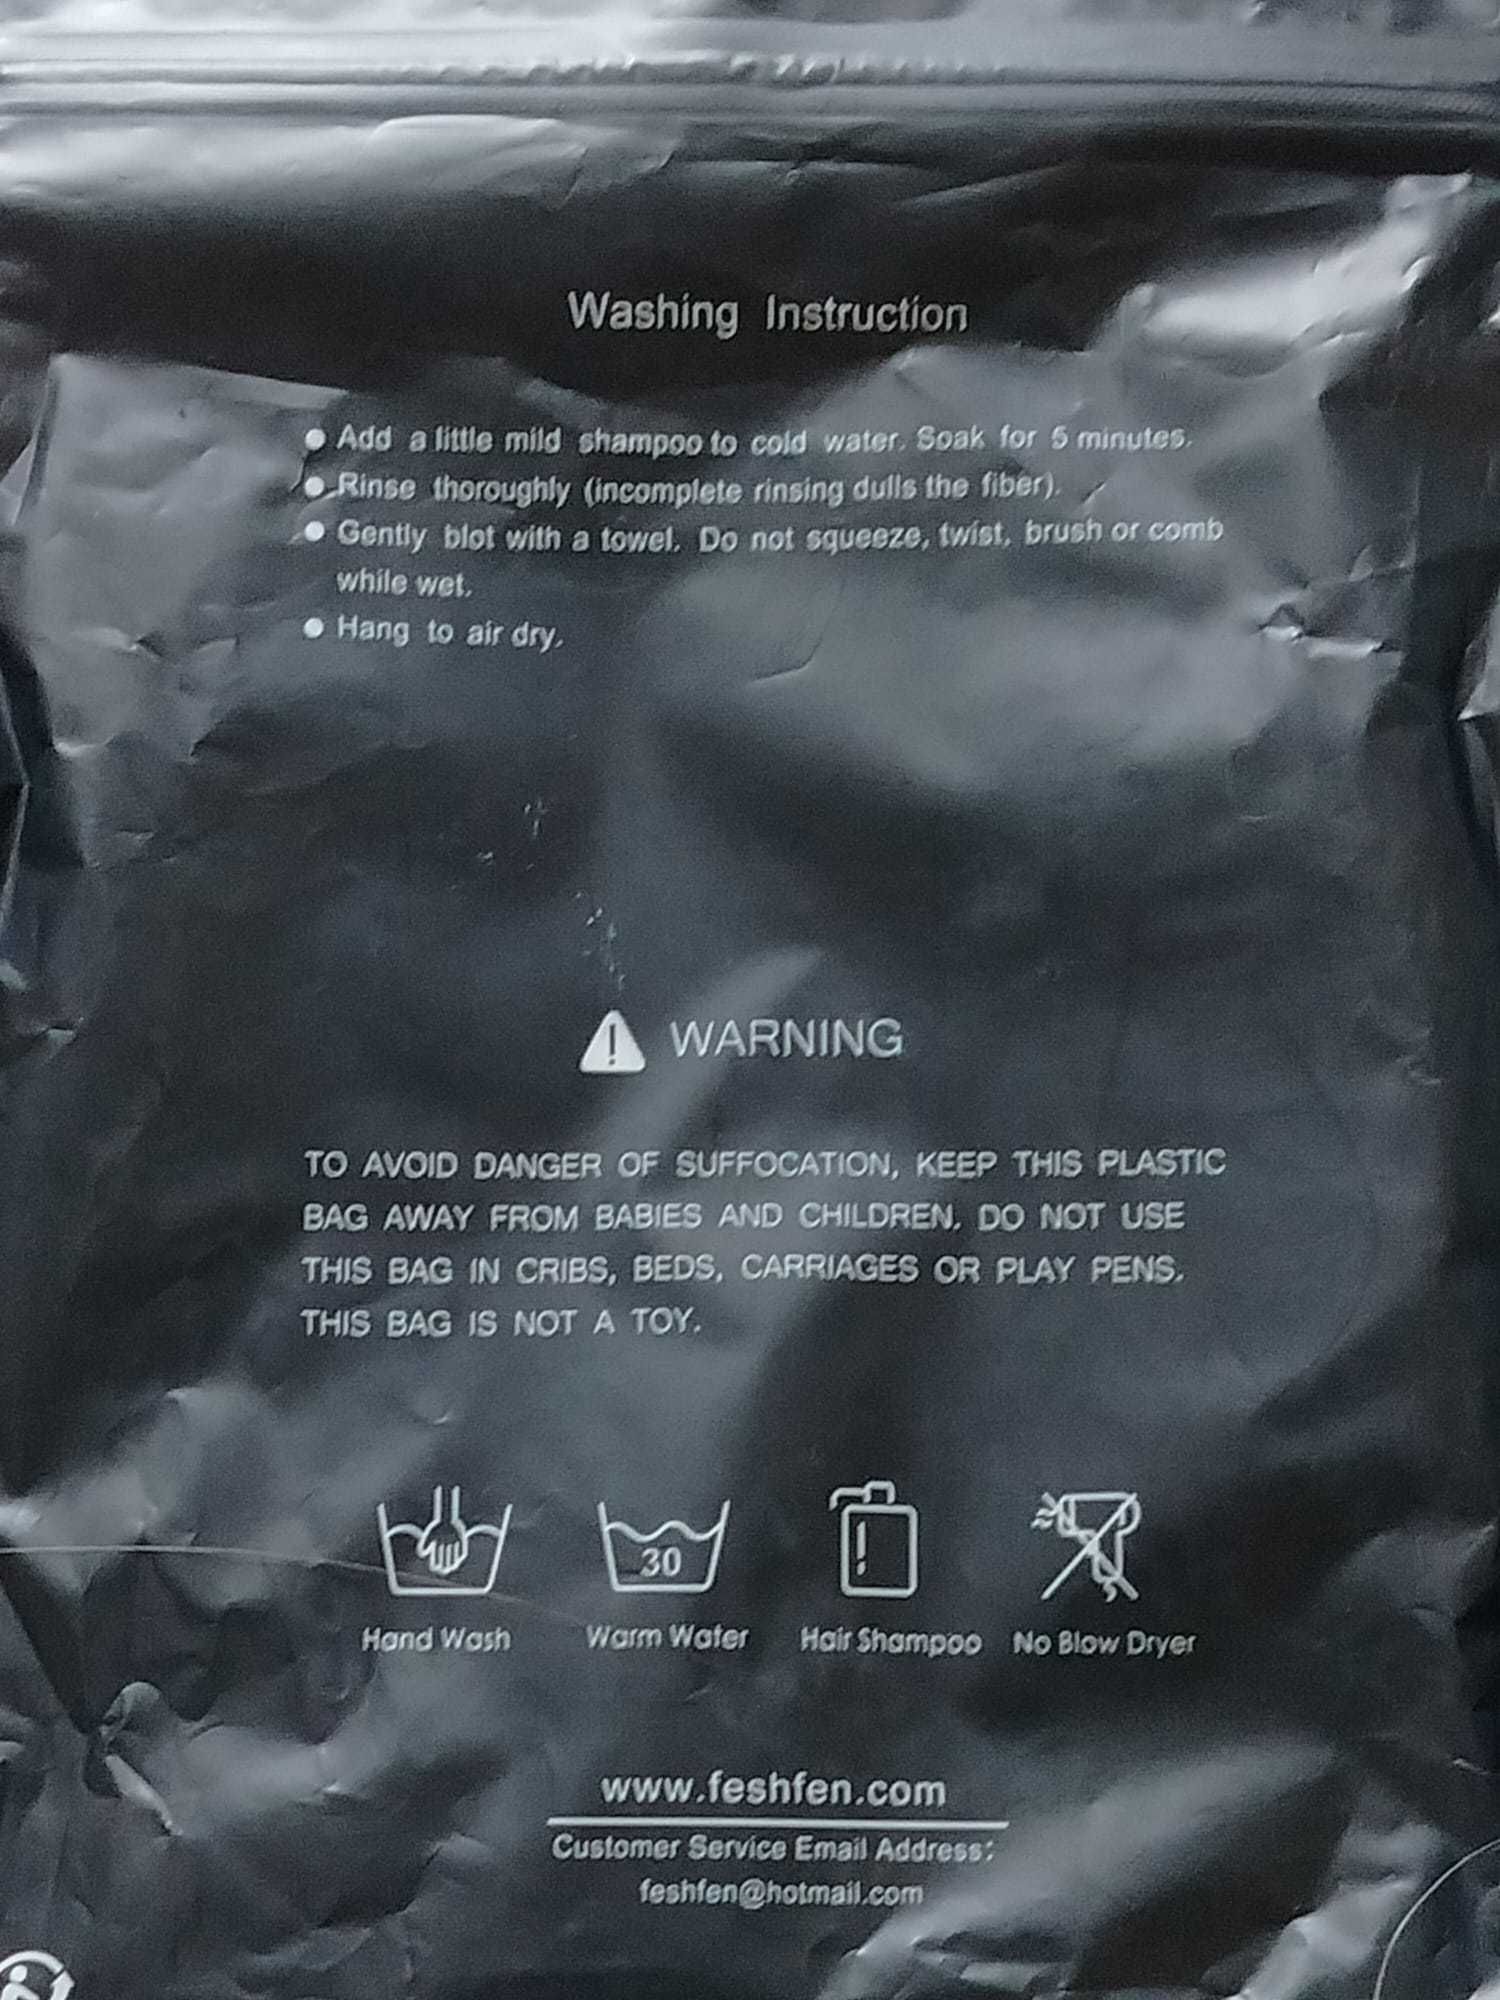 Washing Instruction
● Add a little mild shampoo to cold water. Soak for 5 minutes.
● Rinse thoroughly (incomplete rinsing dulls the fiber).
● Gently blot with a towel. Do not squeeze, twist, brush or comb
while wet.
● Hang to air dry.
WARNING
TO AVOID DANGER OF SUFFOCATION, KEEP THIS PLASTIC
BAG AWAY FROM BABIES AND CHILDREN. DO NOT USE
THIS BAG IN CRIBS, BEDS, CARRIAGES OR PLAY PENS.
THIS BAG IS NOT A TOY.
30
Hand Wash Warm Water Hair Shampoo No Blow Dryer
www.feshfen.com
Customer Service Email Address:
feshfen@hotmail.com